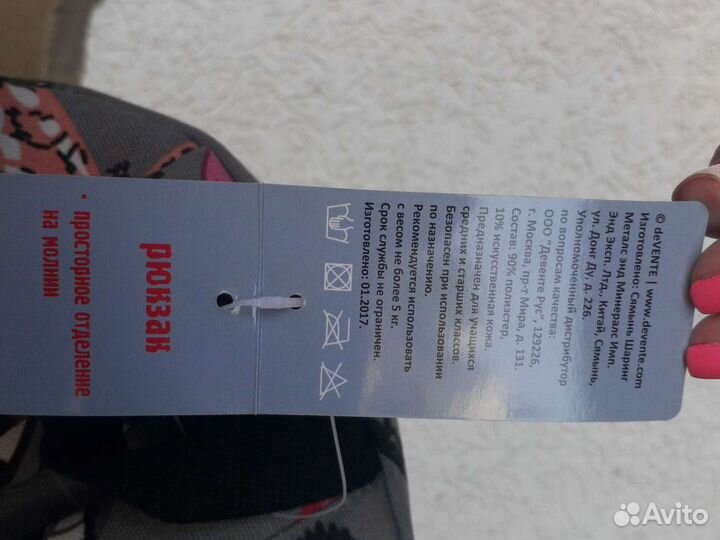 © deVENTE | www.devente.com
Изготовлено: Сямынь Шаринг
Металс энд Минералс Имп.
Энд Эксп. Лтд., Китай, Сямынь,
ул. Донг Ду, д. 226.
Уполномоченный дистрибутор
по вопросам качества:
ООО "Девенте Рус", 129226,
г. Москва, пр-т Мира, д. 131.
Состав: 90% полиэстер,
10% искусственная кожа.
Предназначен для учащихся
средних и старших классов.
Безопасен при использовании
по назначению.
Рекомендуется использовать
с весом не более 5 кг.
Срок службы не ограничен.
Изготовлено: 01.2017.
рюкзак
• просторное отделение
на молнии
Avito